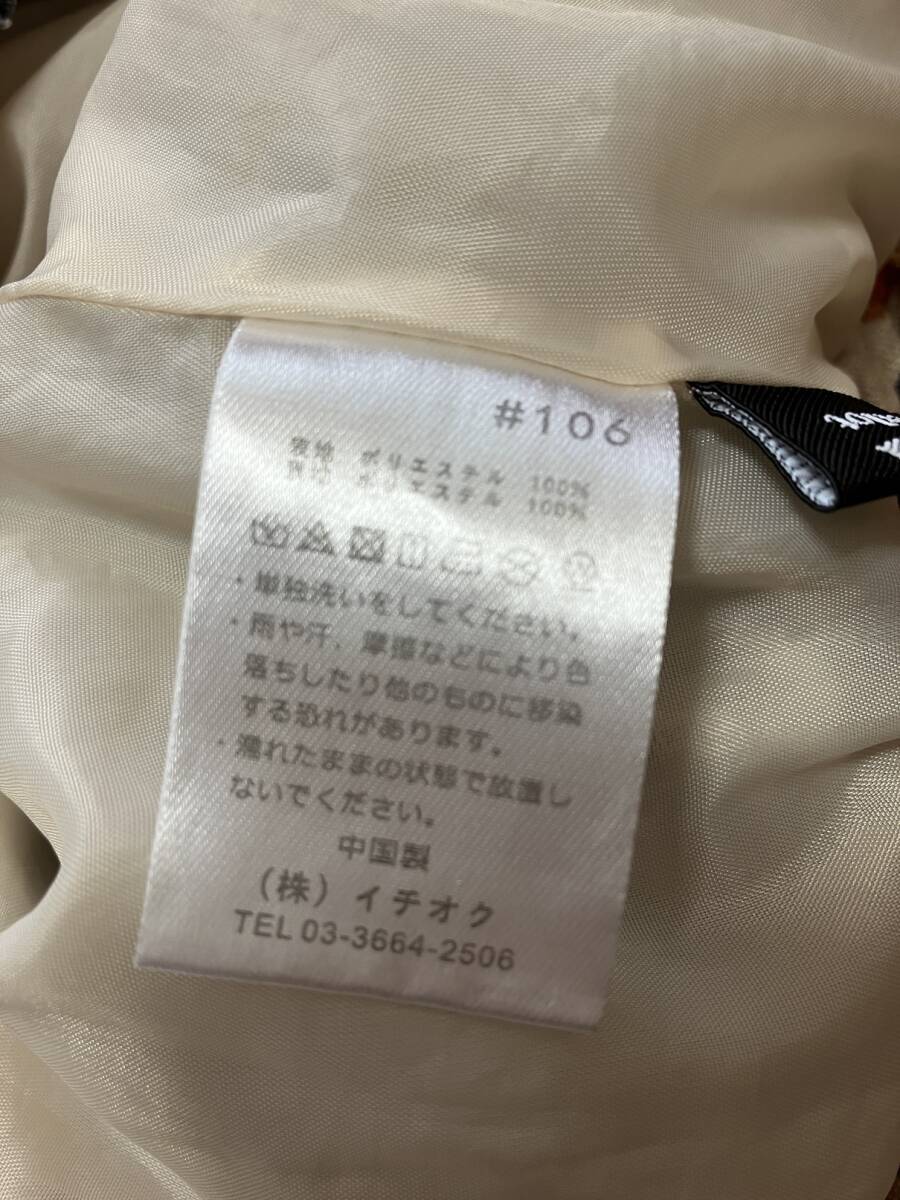 #106
表地 ポリエステル 100%
裏地 ポリエステル 100%
・単独洗いをしてください。
・雨や汗、摩擦などにより色
落ちしたり他のものに移染
する恐れがあります。
・濡れたままの状態で放置し
ないでください。
中国製
(株)イチオク
TEL 03-3664-2506